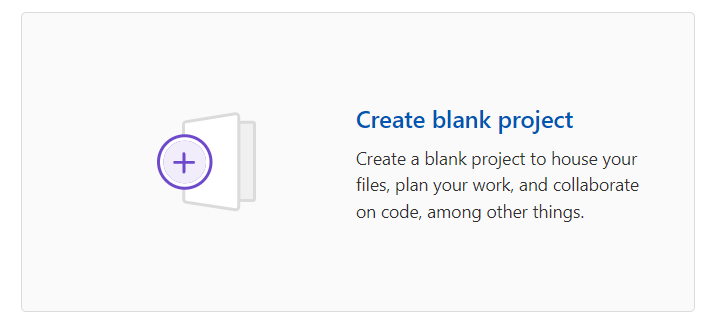 Create blank project
Create a blank project to house your
files, plan your work, and collaborate
on code, among other things.